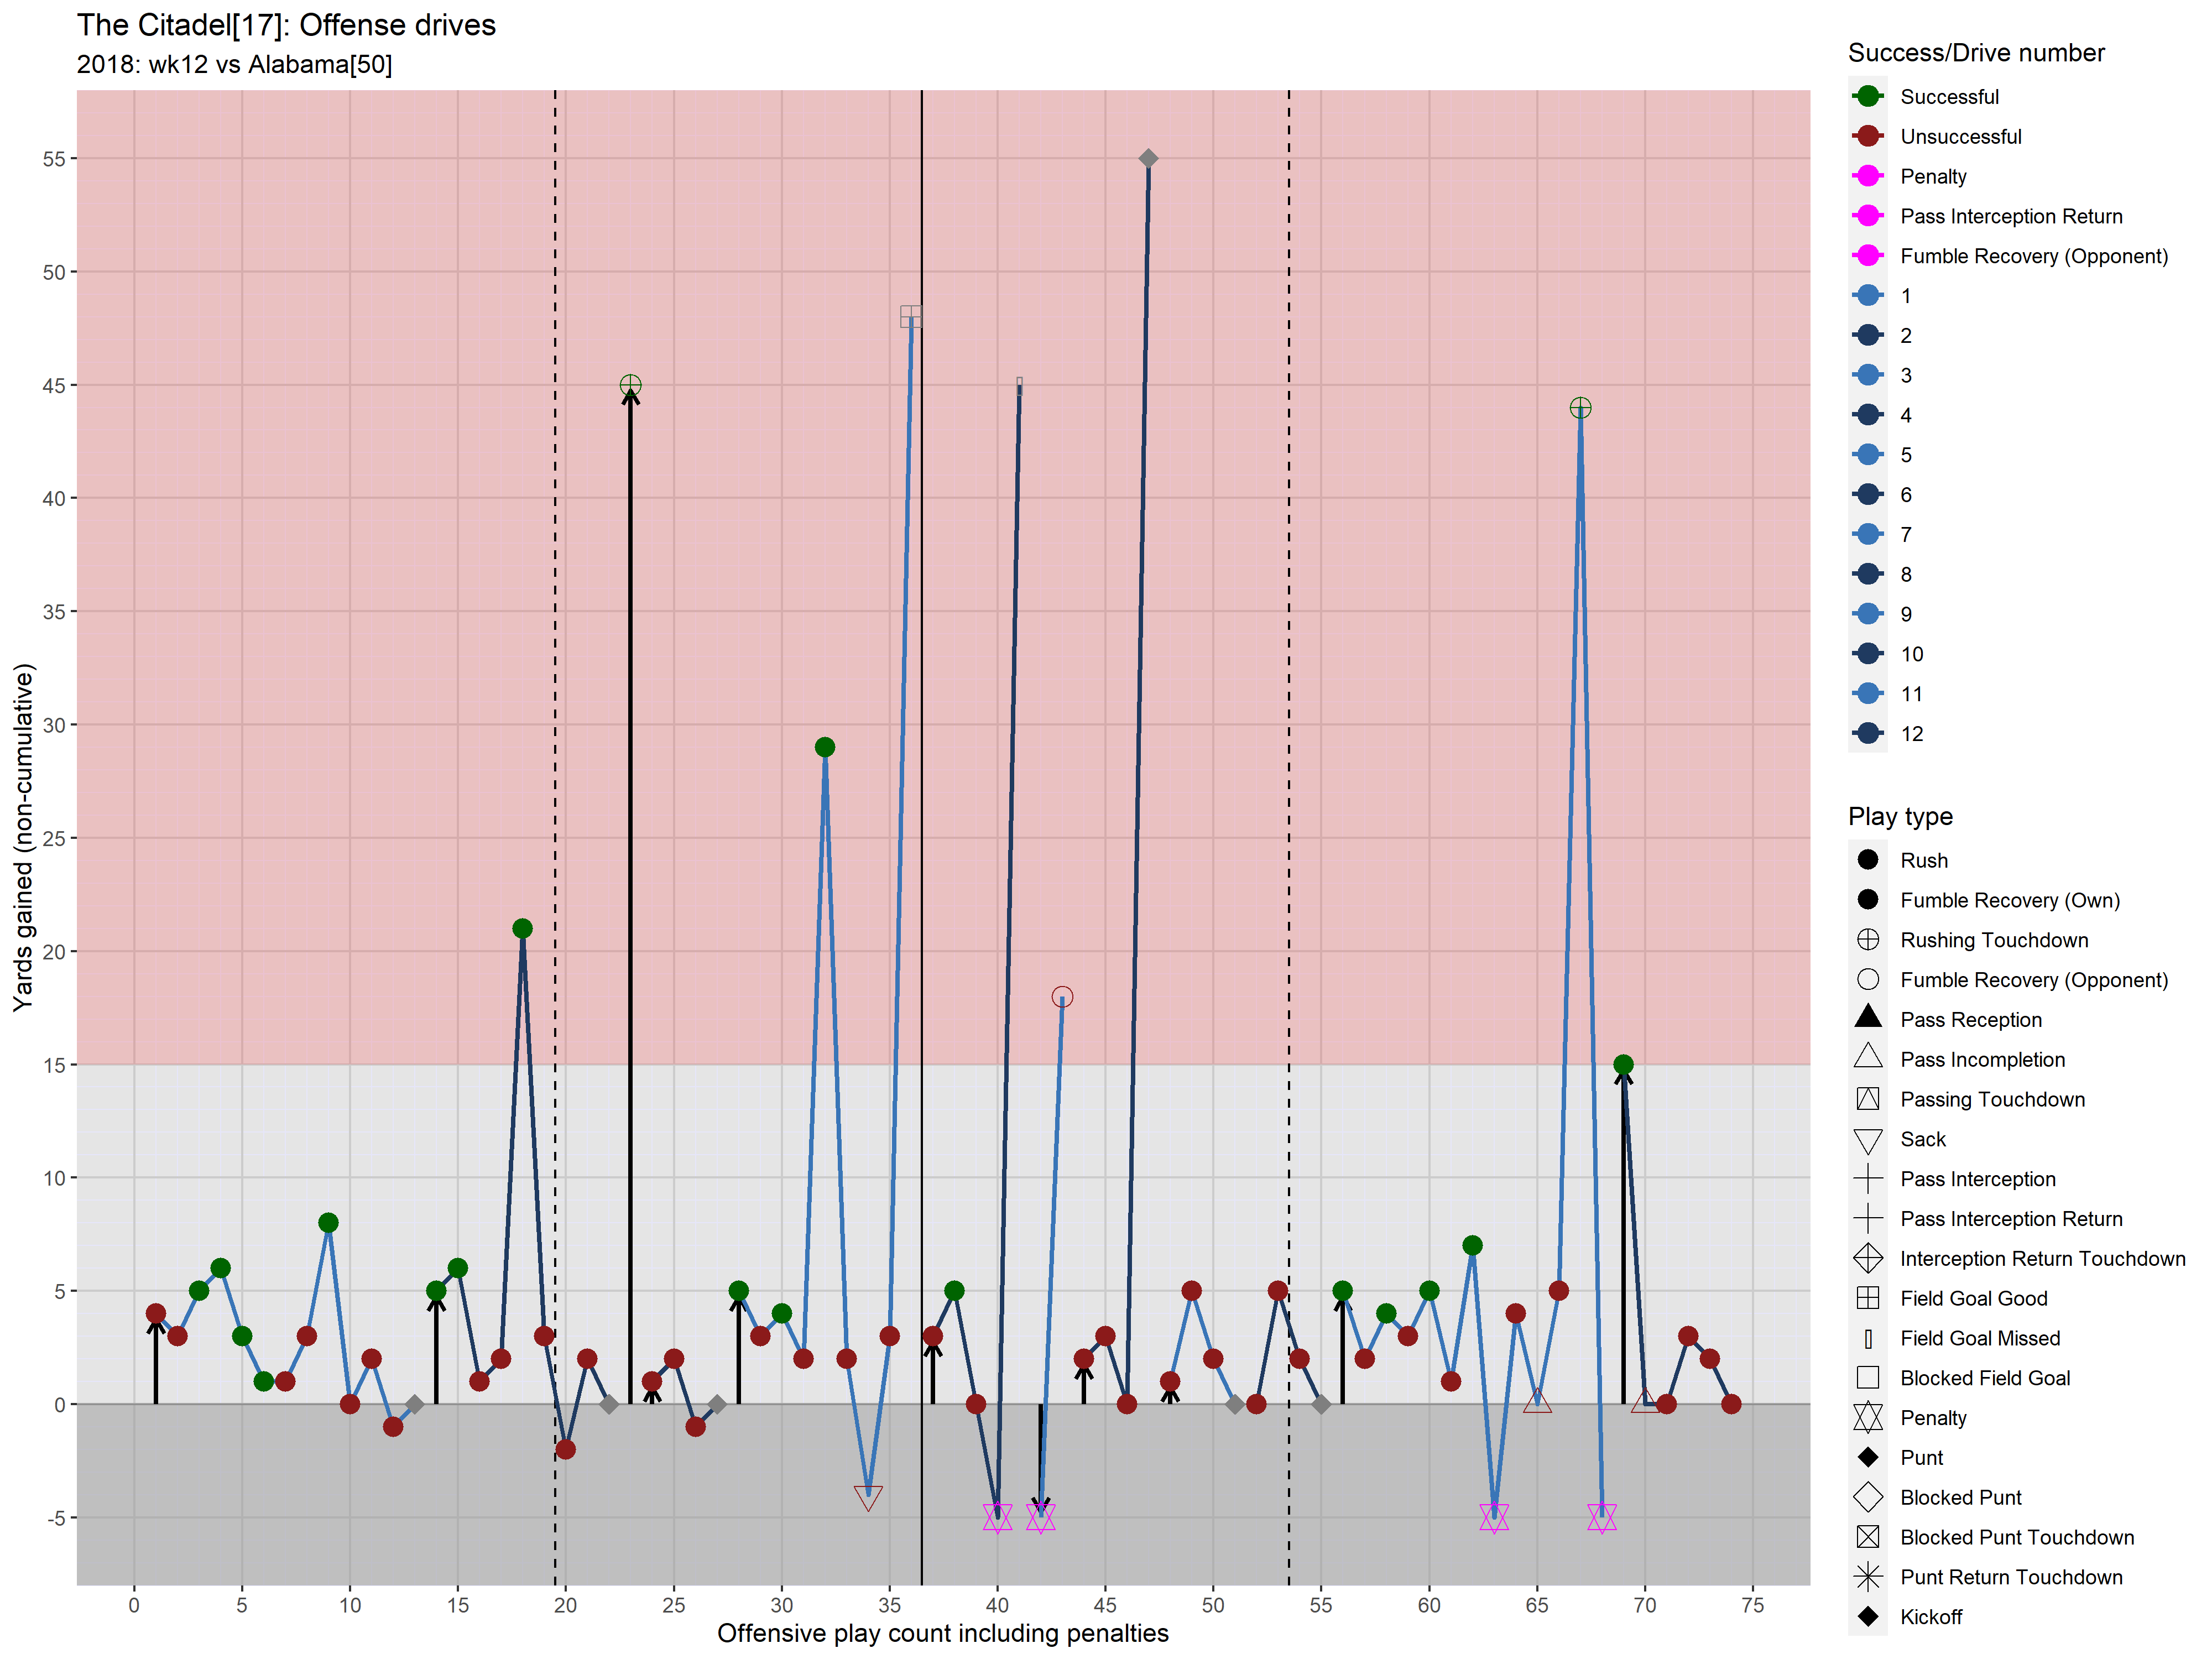 The Citadel[17]: Offense drives
2018: wk12 vs Alabama[50]
Yards gained (non-cumulative)
55
50
45
40
35
30
25
20
15
10
5
0
-5
0 5 10 15 20 25 30 35 40 45 50 55 60 65 70 75
Offensive play count including penalties
Success/Drive number
Successful
Unsuccessful
Penalty
Pass Interception Return
Fumble Recovery (Opponent)
1
2
3
4
5
6
7
8
9
10
11
12
Play type
Rush
Fumble Recovery (Own)
Rushing Touchdown
Fumble Recovery (Opponent)
Pass Reception
Pass Incompletion
Passing Touchdown
Sack
Pass Interception
Pass Interception Return
Interception Return Touchdown
Field Goal Good
Field Goal Missed
Blocked Field Goal
Penalty
Punt
Blocked Punt
Blocked Punt Touchdown
Punt Return Touchdown
Kickoff